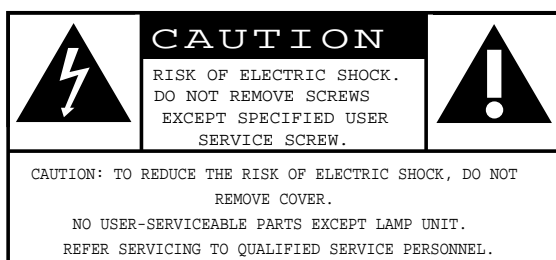 CAUTION
RISK OF ELECTRIC SHOCK.
DO NOT REMOVE SCREWS
EXCEPT SPECIFIED USER
SERVICE SCREW.
CAUTION: TO REDUCE THE RISK OF ELECTRIC SHOCK, DO NOT
REMOVE COVER.
NO USER-SERVICEABLE PARTS EXCEPT LAMP UNIT.
REFER SERVICING TO QUALIFIED SERVICE PERSONNEL.